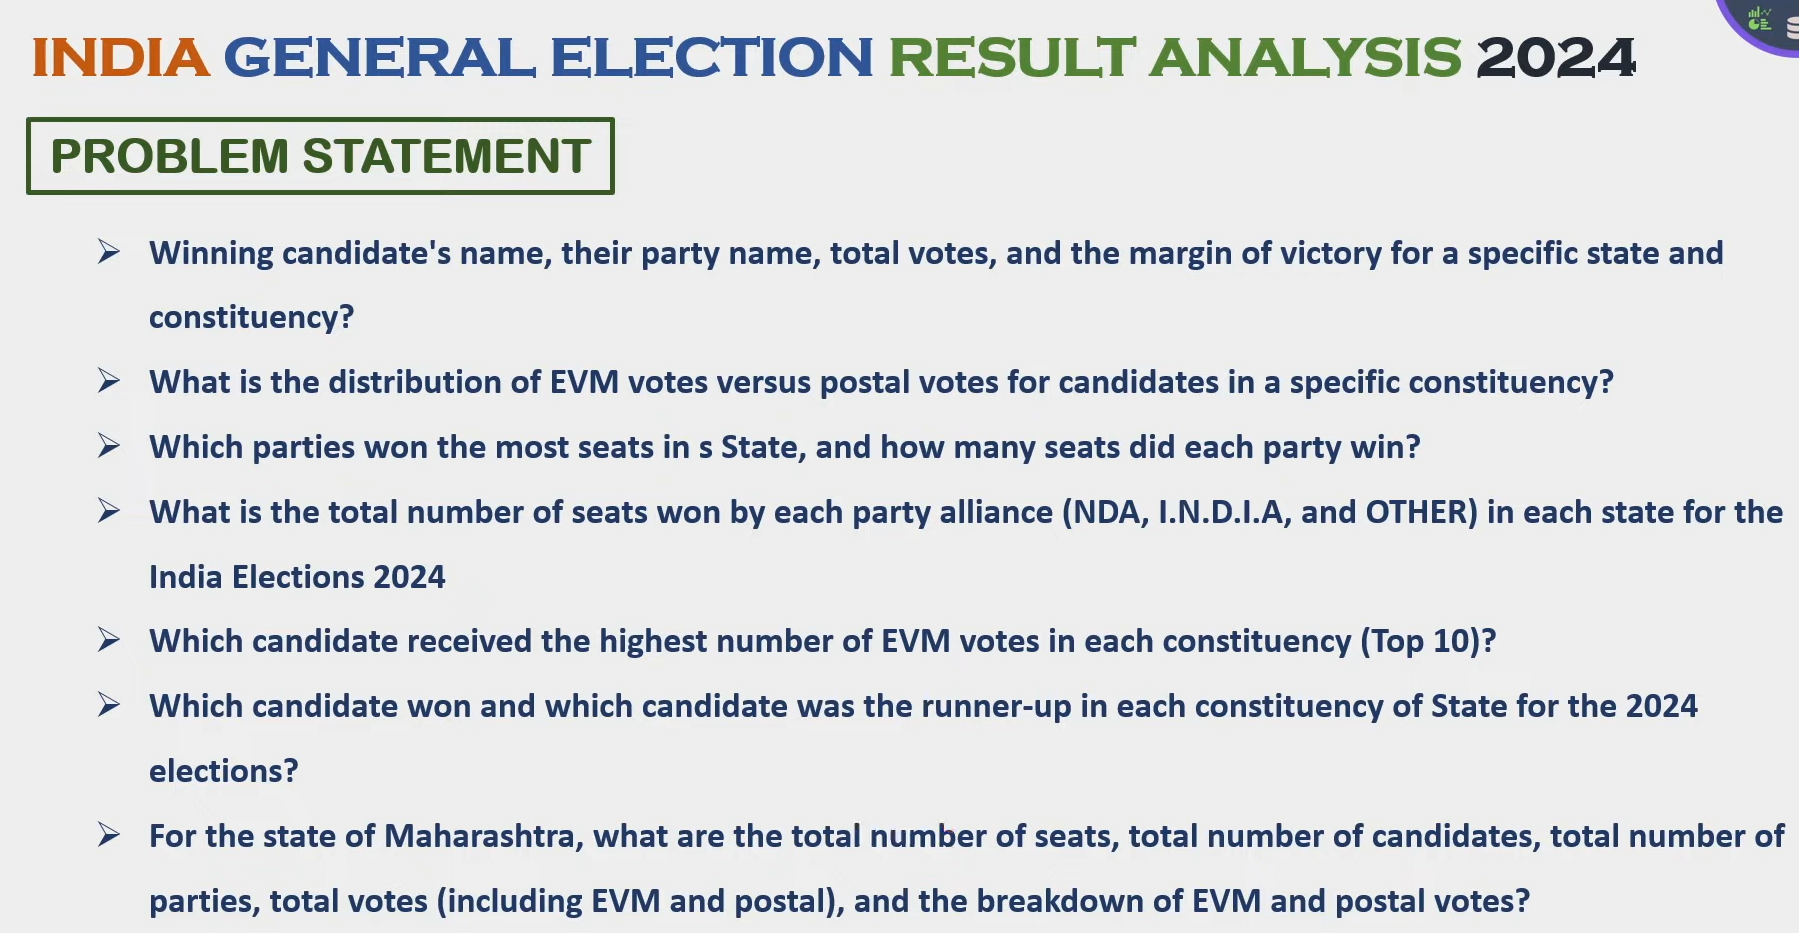 INDIA GENERAL ELECTION RESULT ANALYSIS 2024
PROBLEM STATEMENT
➢ Winning candidate's name, their party name, total votes, and the margin of victory for a specific state and
constituency?
➢ What is the distribution of EVM votes versus postal votes for candidates in a specific constituency?
➢ Which parties won the most seats in s State, and how many seats did each party win?
➢ What is the total number of seats won by each party alliance (NDA, I.N.D.I.A, and OTHER) in each state for the
India Elections 2024
➢ Which candidate received the highest number of EVM votes in each constituency (Top 10)?
➢ Which candidate won and which candidate was the runner-up in each constituency of State for the 2024
elections?
➢ For the state of Maharashtra, what are the total number of seats, total number of candidates, total number of
parties, total votes (including EVM and postal), and the breakdown of EVM and postal votes?